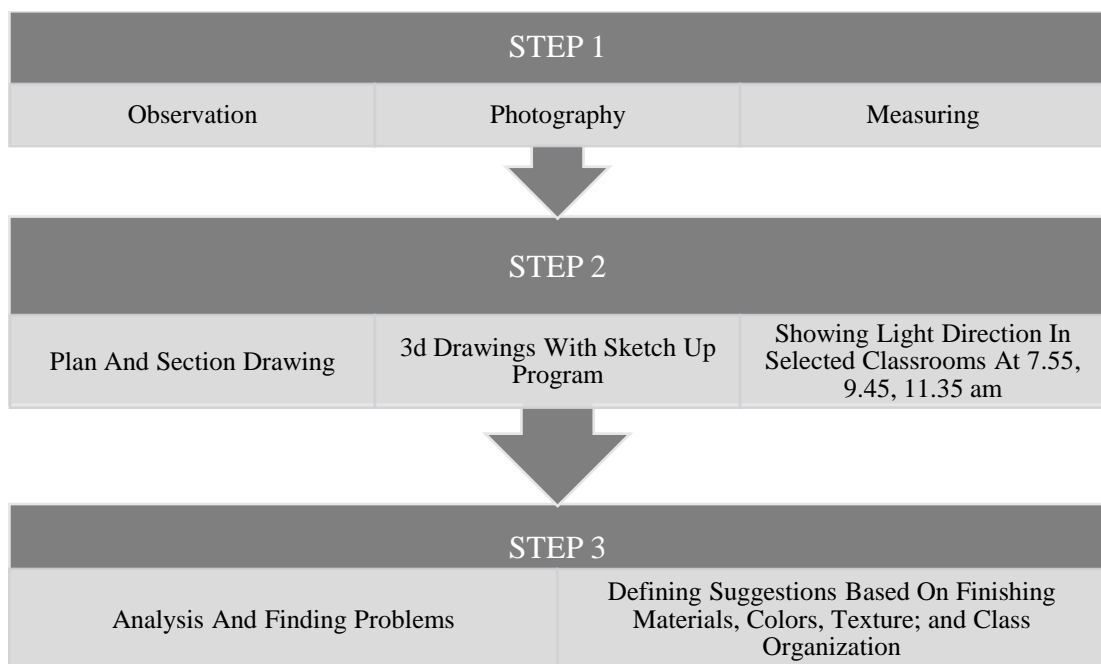 STEP 1
Observation
Photography
Measuring
STEP 2
Plan And Section Drawing
3d Drawings With Sketch Up
Program
Showing Light Direction In
Selected Classrooms At 7.55,
9.45, 11.35 am
STEP 3
Analysis And Finding Problems
Defining Suggestions Based On Finishing
Materials, Colors, Texture; and Class
Organization